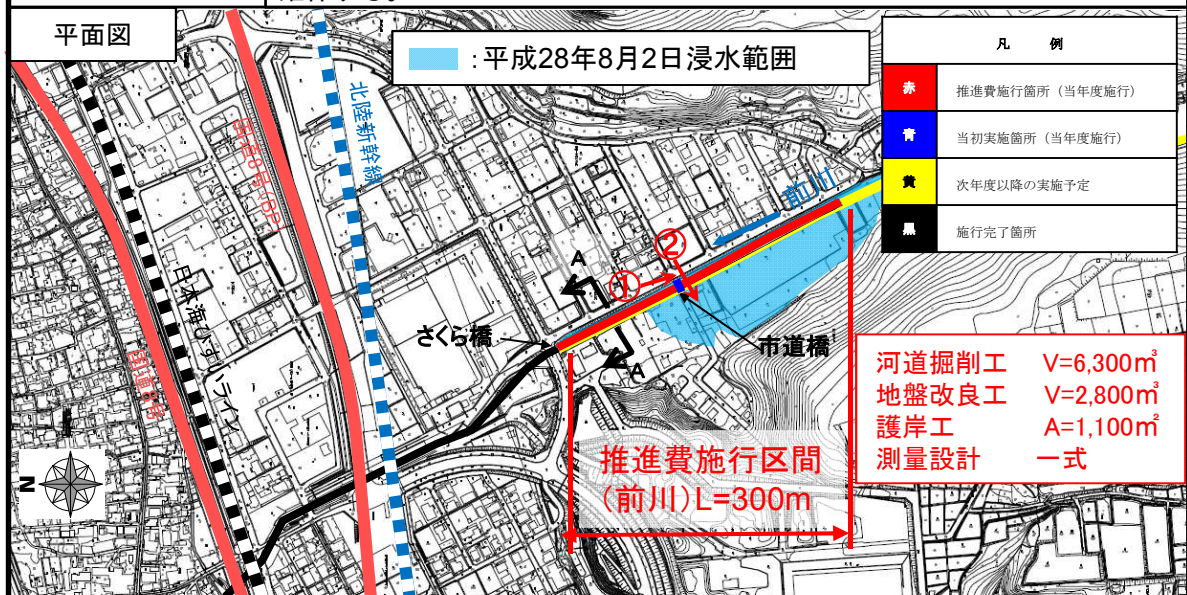 平面図
：平成28年8月2日浸水範囲
凡　例
赤　推進費施行箇所（当年度施行）
青　当初実施箇所（当年度施行）
黄　次年度以降の実施予定
黒　施行完了箇所
国道8号(BP)
北陸新幹線
日本海ひすいライン
国道8号
前川
②
①
A
A
さくら橋
市道橋
N
推進費施行区間
(前川)L=300m
河道掘削工　V=6,300㎥
地盤改良工　V=2,800㎥
護岸工　A=1,100㎡
測量設計　一式